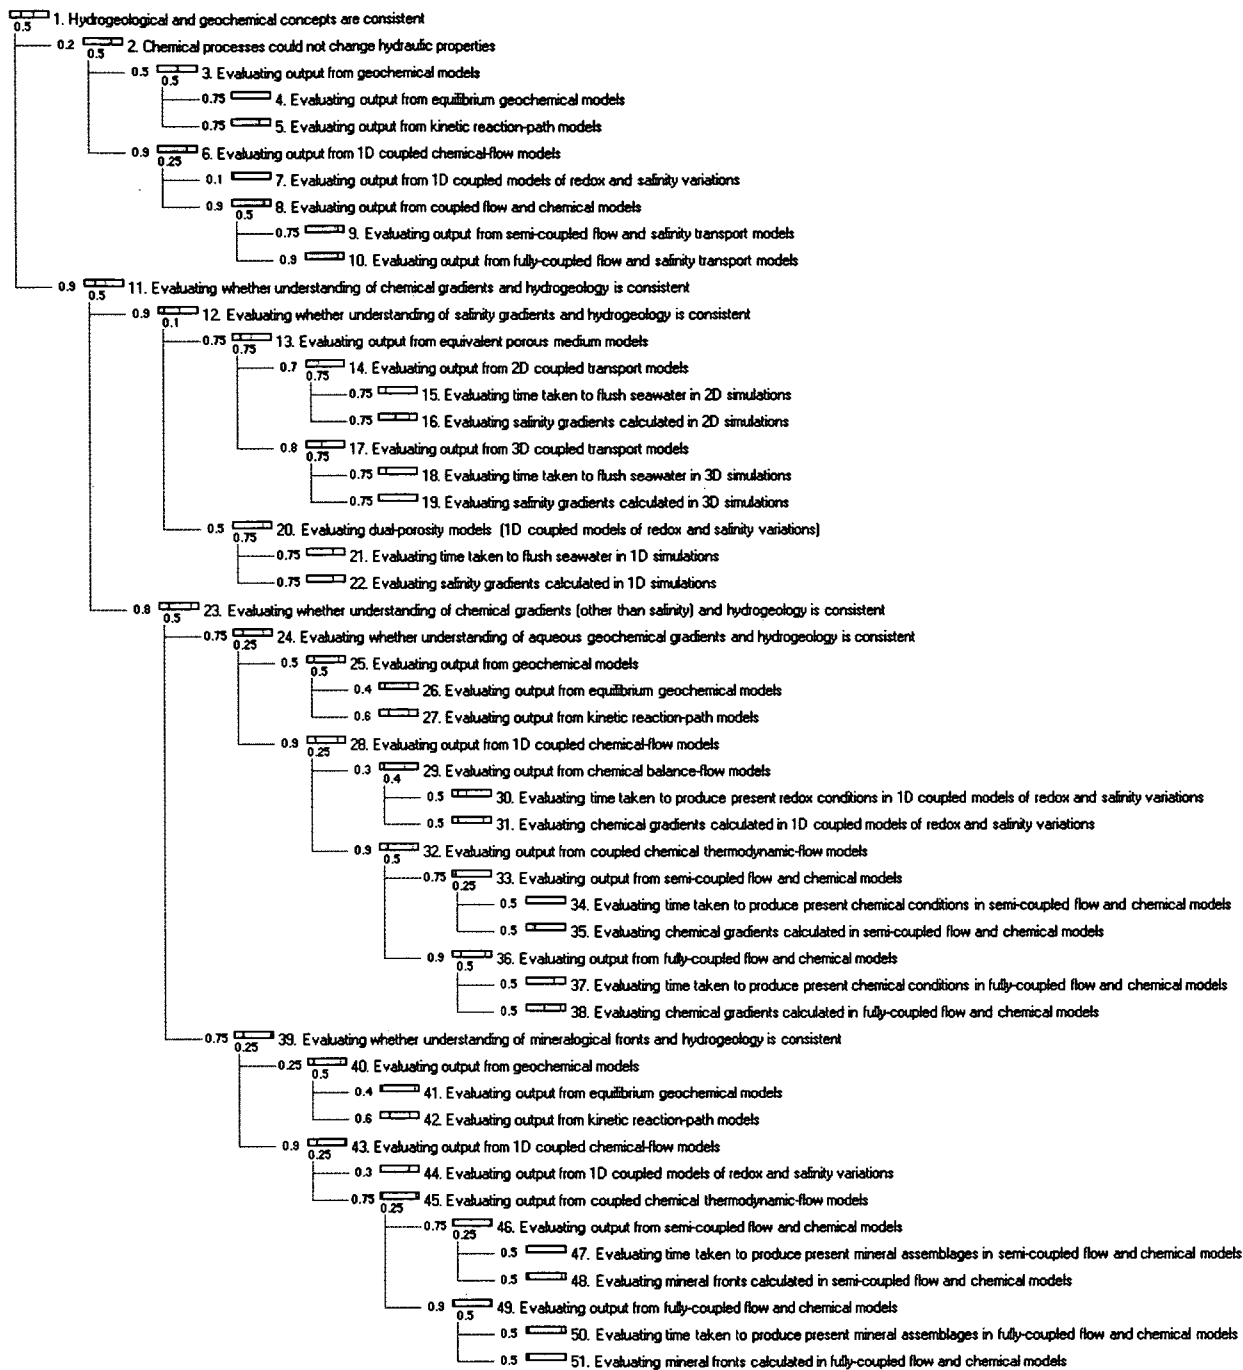 1. Hydrogeological and geochemical concepts are consistent
0.5
0.2 2. Chemical processes could not change hydraulic properties
0.5
0.5 3. Evaluating output from geochemical models
0.5
0.75 4. Evaluating output from equilibrium geochemical models
0.75 5. Evaluating output from kinetic reaction-path models
0.9 6. Evaluating output from 1D coupled chemical-flow models
0.25
0.1 7. Evaluating output from 1D coupled models of redox and salinity variations
0.9 8. Evaluating output from coupled flow and chemical models
0.5
0.75 9. Evaluating output from semi-coupled flow and salinity transport models
0.9 10. Evaluating output from fully-coupled flow and salinity transport models
0.9 11. Evaluating whether understanding of chemical gradients and hydrogeology is consistent
0.5
0.9 12. Evaluating whether understanding of salinity gradients and hydrogeology is consistent
0.1
0.75 13. Evaluating output from equivalent porous medium models
0.75
0.7 14. Evaluating output from 2D coupled transport models
0.75
0.75 15. Evaluating time taken to flush seawater in 2D simulations
0.75 16. Evaluating salinity gradients calculated in 2D simulations
0.8 17. Evaluating output from 3D coupled transport models
0.75
0.75 18. Evaluating time taken to flush seawater in 3D simulations
0.75 19. Evaluating salinity gradients calculated in 3D simulations
0.5 20. Evaluating dual-porosity models (1D coupled models of redox and salinity variations)
0.75
0.75 21. Evaluating time taken to flush seawater in 1D simulations
0.75 22. Evaluating salinity gradients calculated in 1D simulations
0.8 23. Evaluating whether understanding of chemical gradients (other than salinity) and hydrogeology is consistent
0.5
0.75 24. Evaluating whether understanding of aqueous geochemical gradients and hydrogeology is consistent
0.25
0.5 25. Evaluating output from geochemical models
0.5
0.4 26. Evaluating output from equilibrium geochemical models
0.6 27. Evaluating output from kinetic reaction-path models
0.9 28. Evaluating output from 1D coupled chemical-flow models
0.25
0.3 29. Evaluating output from chemical balance-flow models
0.4
0.5 30. Evaluating time taken to produce present redox conditions in 1D coupled models of redox and salinity variations
0.5 31. Evaluating chemical gradients calculated in 1D coupled models of redox and salinity variations
0.9 32. Evaluating output from coupled chemical thermodynamic-flow models
0.5
0.75 33. Evaluating output from semi-coupled flow and chemical models
0.25
0.5 34. Evaluating time taken to produce present chemical conditions in semi-coupled flow and chemical models
0.5 35. Evaluating chemical gradients calculated in semi-coupled flow and chemical models
0.9 36. Evaluating output from fully-coupled flow and chemical models
0.5
0.5 37. Evaluating time taken to produce present chemical conditions in fully-coupled flow and chemical models
0.5 38. Evaluating chemical gradients calculated in fully-coupled flow and chemical models
0.75 39. Evaluating whether understanding of mineralogical fronts and hydrogeology is consistent
0.25
0.25 40. Evaluating output from geochemical models
0.5
0.4 41. Evaluating output from equilibrium geochemical models
0.6 42. Evaluating output from kinetic reaction-path models
0.9 43. Evaluating output from 1D coupled chemical-flow models
0.25
0.3 44. Evaluating output from 1D coupled models of redox and salinity variations
0.75 45. Evaluating output from coupled chemical thermodynamic-flow models
0.25
0.75 46. Evaluating output from semi-coupled flow and chemical models
0.25
0.5 47. Evaluating time taken to produce present mineral assemblages in semi-coupled flow and chemical models
0.5 48. Evaluating mineral fronts calculated in semi-coupled flow and chemical models
0.9 49. Evaluating output from fully-coupled flow and chemical models
0.5
0.5 50. Evaluating time taken to produce present mineral assemblages in fully-coupled flow and chemical models
0.5 51. Evaluating mineral fronts calculated in fully-coupled flow and chemical models